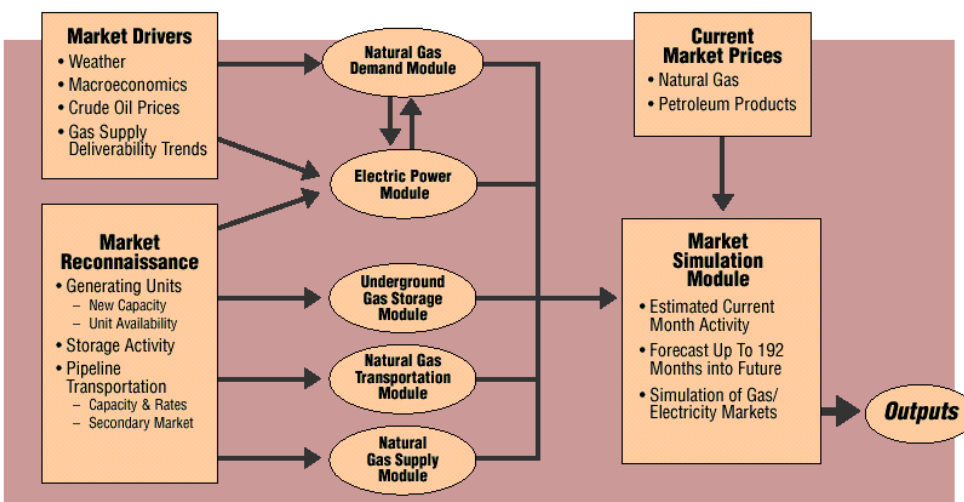 Market Drivers
• Weather
• Macroeconomics
• Crude Oil Prices
• Gas Supply
Deliverability Trends
Market
Reconnaissance
• Generating Units
– New Capacity
– Unit Availability
• Storage Activity
• Pipeline
Transportation
– Capacity & Rates
– Secondary Market
Natural Gas
Demand Module
Electric Power
Module
Underground
Gas Storage
Module
Natural Gas
Transportation
Module
Natural
Gas Supply
Module
Current
Market Prices
• Natural Gas
• Petroleum Products
Market
Simulation
Module
• Estimated Current
Month Activity
• Forecast Up To 192
Months into Future
• Simulation of Gas/
Electricity Markets
Outputs